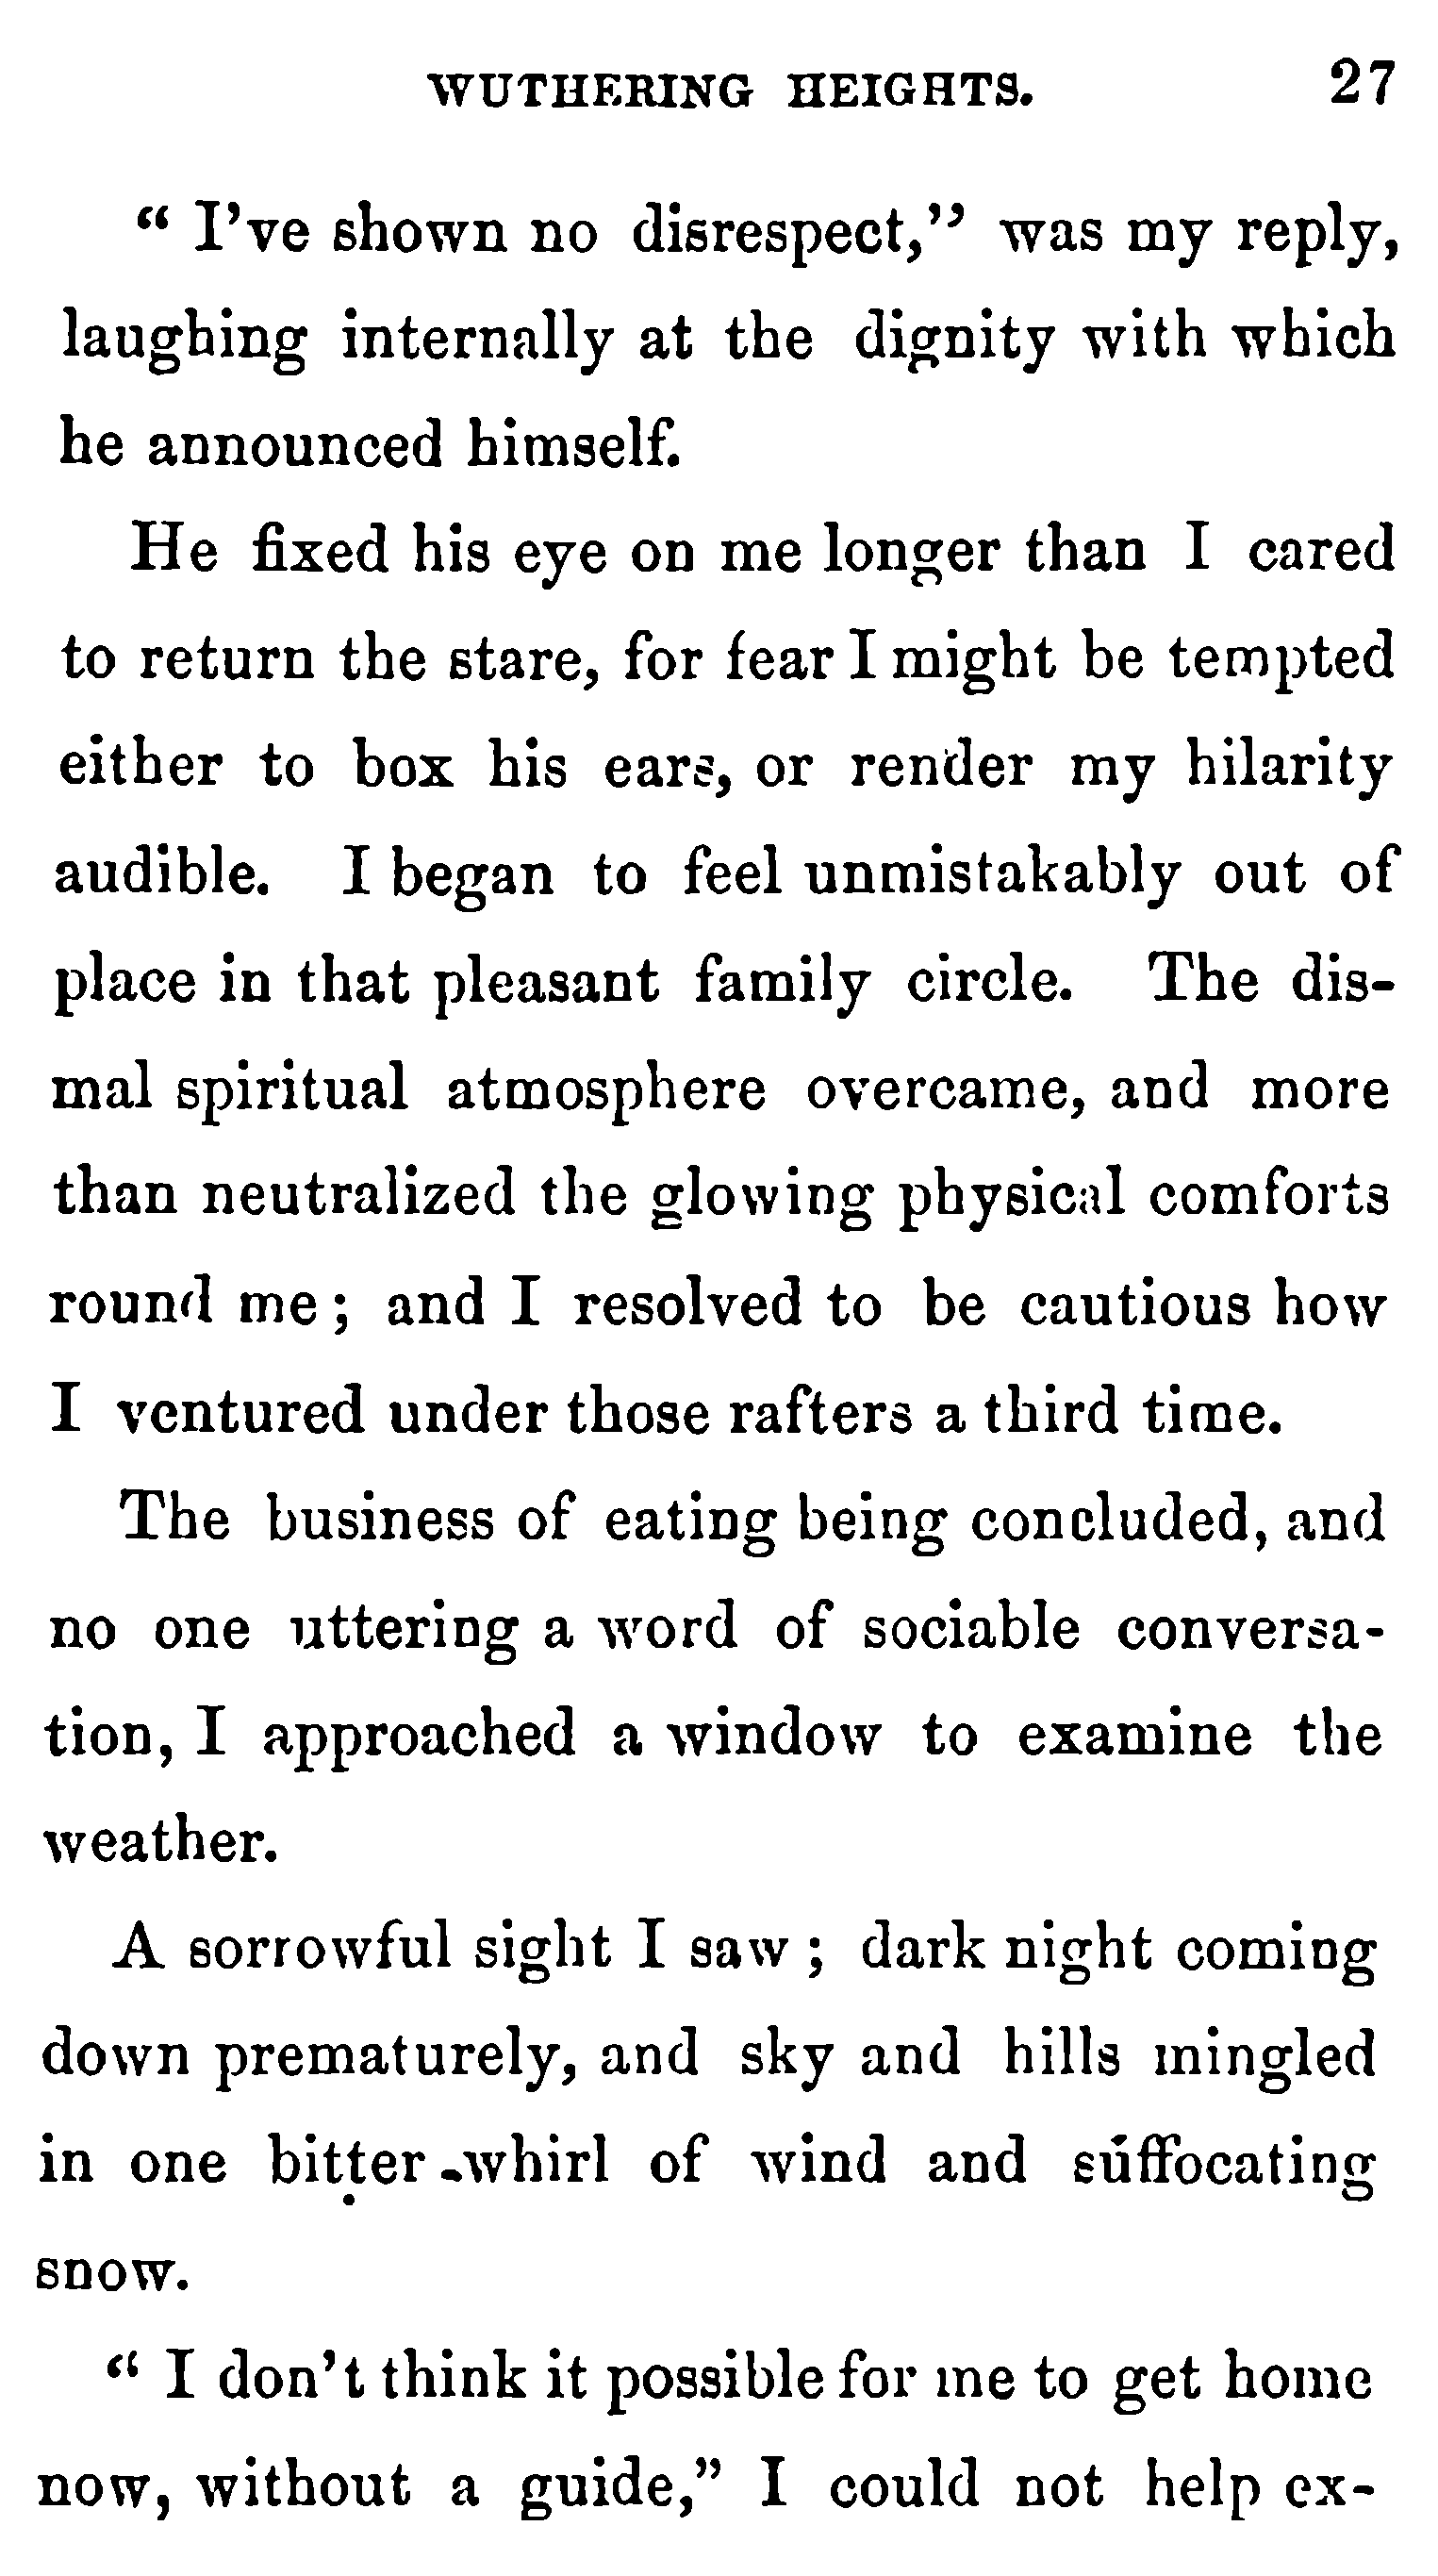 WUTHERING HEIGHTS. 27
“ I’ve shown no disrespect,” was my reply,
laughing internally at the dignity with which
he announced himself.
He fixed his eye on me longer than I cared
to return the stare, for fear I might be tempted
either to box his ears, or render my hilarity
audible. I began to feel unmistakably out of
place in that pleasant family circle. The dis-
mal spiritual atmosphere overcame, and more
than neutralized the glowing physical comforts
round me ; and I resolved to be cautious how
I ventured under those rafters a third time.
The business of eating being concluded, and
no one uttering a word of sociable conversa-
tion, I approached a window to examine the
weather.
A sorrowful sight I saw ; dark night coming
down prematurely, and sky and hills mingled
in one bitter whirl of wind and suffocating
snow.
“ I don’t think it possible for me to get home
now, without a guide,” I could not help ex-